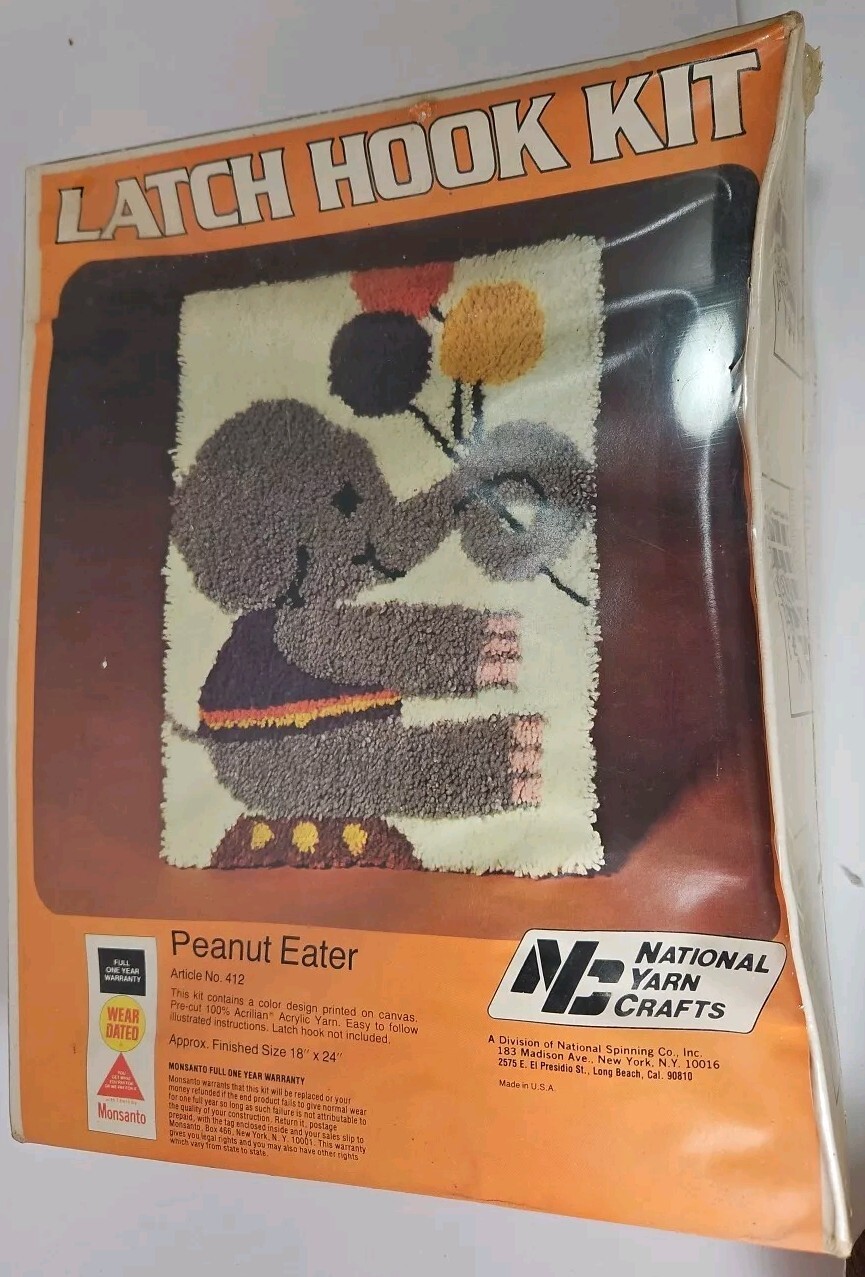 LATCH HOOK KIT
Peanut Eater
Article No. 412
This kit contains a color design printed on canvas.
Pre-cut 100% Acrilian® Acrylic Yarn. Easy to follow
illustrated instructions. Latch hook not included.
Approx. Finished Size 18" x 24"
MONSANTO FULL ONE YEAR WARRANTY
Monsanto warrants that this kit will be replaced or your
money refunded if the end product fails to give normal wear
for one full year so long as such failure is not attributable to
the quality of your construction. Return it, postage
prepaid, with the tag enclosed inside and your sales slip to
Monsanto, Box 466, New York, N. Y. 10001. This warranty
gives you legal rights and you may also have other rights
which vary from state to state.
FULL
ONE YEAR
WARRANTY
WEAR
DATED
Monsanto
NYC NATIONAL
YARN
CRAFTS
A Division of National Spinning Co., Inc.
183 Madison Ave., New York, N.Y. 10016
2575 E. El Presidio St., Long Beach, Cal. 90810
Made in U.S.A.